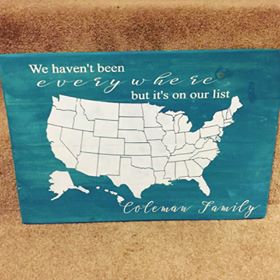 We haven't been
everywhere
but it's on our list
Coleman Family